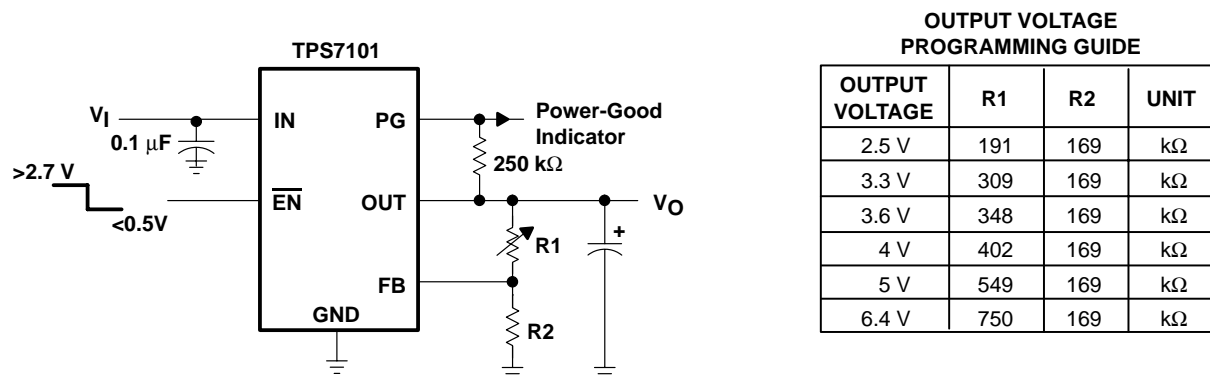 TPS7101
VI
0.1 μF
>2.7 V
<0.5V
IN
EN
PG
OUT
FB
GND
Power-Good
Indicator
250 kΩ
VO
R1
+
R2
OUTPUT VOLTAGE
PROGRAMMING GUIDE
OUTPUT VOLTAGE R1 R2 UNIT
2.5 V 191 169 kΩ
3.3 V 309 169 kΩ
3.6 V 348 169 kΩ
4 V 402 169 kΩ
5 V 549 169 kΩ
6.4 V 750 169 kΩ